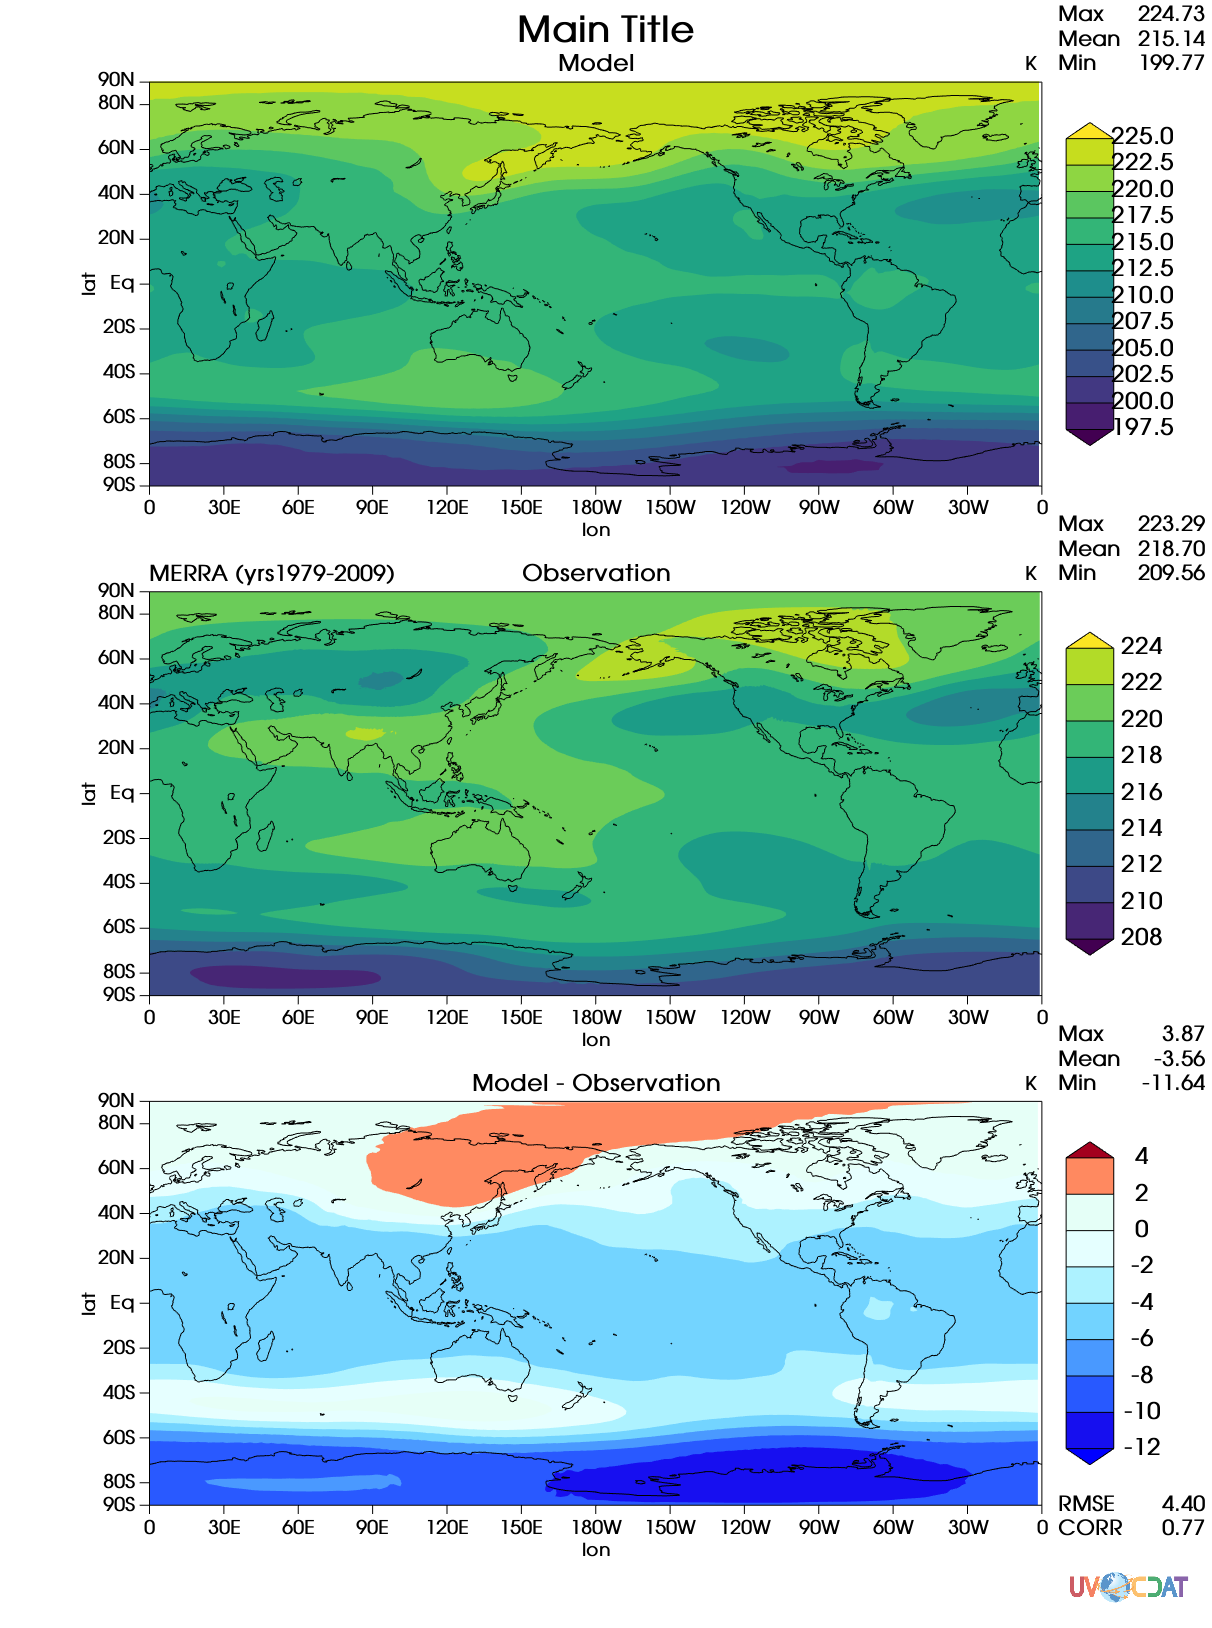 Main Title
Model
K
Max 224.73
Mean 215.14
Min 199.77
90N
80N
60N
40N
20N
Eq
20S
40S
60S
80S
90S
lat
0 30E 60E 90E 120E 150E 180W 150W 120W 90W 60W 30W 0
lon
225.0
222.5
220.0
217.5
215.0
212.5
210.0
207.5
205.0
202.5
200.0
197.5
MERRA (yrs1979-2009)
Observation
K
Max 223.29
Mean 218.70
Min 209.56
90N
80N
60N
40N
20N
Eq
20S
40S
60S
80S
90S
lat
0 30E 60E 90E 120E 150E 180W 150W 120W 90W 60W 30W 0
lon
224
222
220
218
216
214
212
210
208
Model - Observation
K
Max 3.87
Mean -3.56
Min -11.64
90N
80N
60N
40N
20N
Eq
20S
40S
60S
80S
90S
lat
0 30E 60E 90E 120E 150E 180W 150W 120W 90W 60W 30W 0
lon
4
2
0
-2
-4
-6
-8
-10
-12
RMSE 4.40
CORR 0.77
UV CDAT